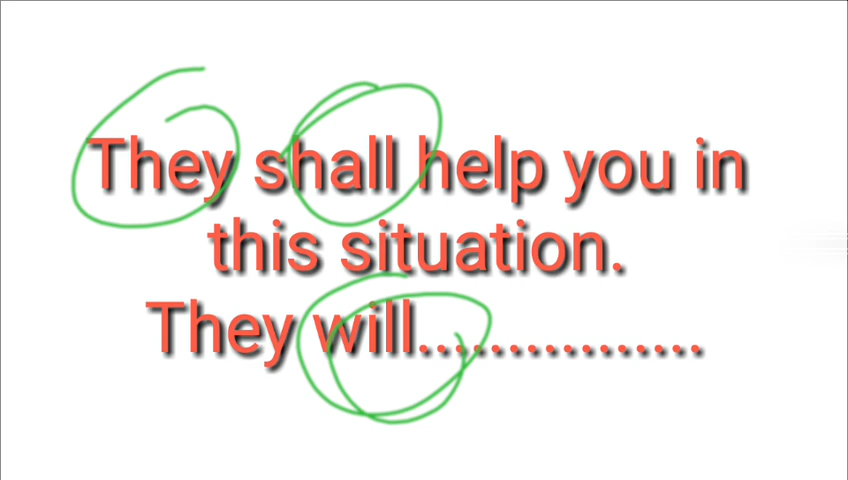 They shall help you in
this situation.
They will................